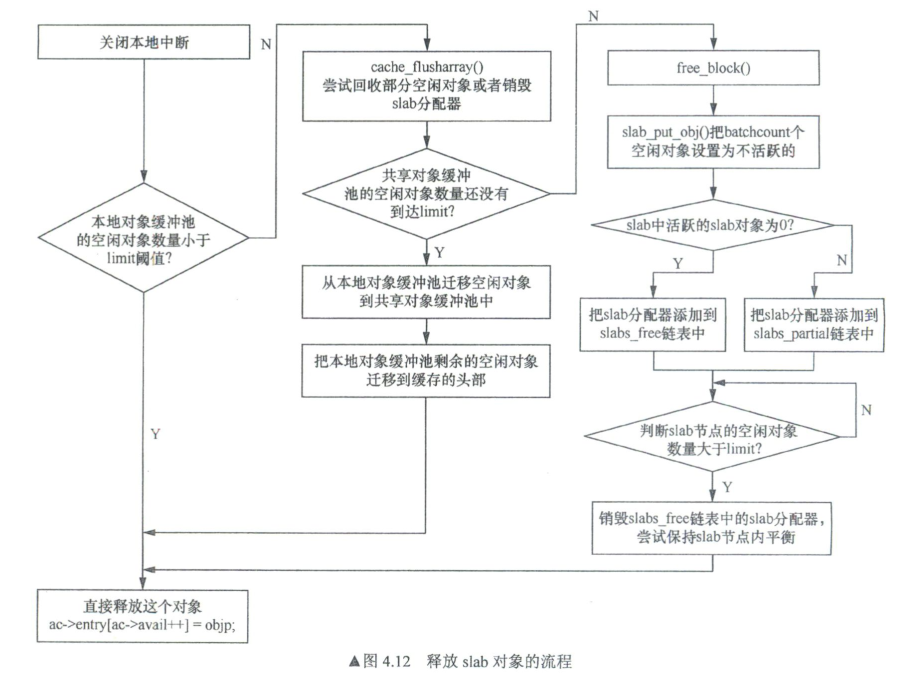 关闭本地中断
本地对象缓冲池
的空闲对象数量小于
limit阈值?
N
Y
cache_flusharray()
尝试回收部分空闲对象或者销毁
slab分配器
共享对象缓冲
池的空闲对象数量还没有
到达limit?
N
Y
从本地对象缓冲池迁移空闲对象
到共享对象缓冲池中
把本地对象缓冲池剩余的空闲对象
迁移到缓存的头部
free_block()
slab_put_obj()把batchcount个
空闲对象设置为不活跃的
slab中活跃的slab对象为0?
Y
N
把slab分配器添加到
slabs_free链表中
把slab分配器添加到
slabs_partial链表中
判断slab节点的空闲对象
数量大于limit?
N
Y
销毁slabs_free链表中的slab分配器，
尝试保持slab节点内平衡
直接释放这个对象
ac->entry[ac->avail++] = objp;
▲图 4.12 释放 slab 对象的流程